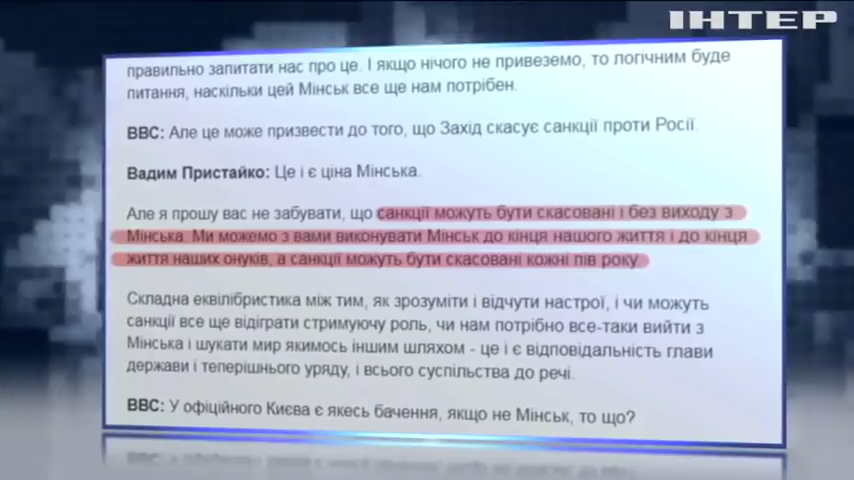 ІНТЕР
правильно запитати нас про це. І якщо нічого не привеземо, то логічним буде
питання, наскільки цей Мінськ все ще нам потрібен.
BBC: Але це може призвести до того, що Захід скасує санкції проти Росії.
Вадим Пристайко: Це і є ціна Мінська.
Але я прошу вас не забувати, що санкції можуть бути скасовані і без виходу з
Мінська. Ми можемо з вами виконувати Мінськ до кінця нашого життя і до кінця
життя наших онуків, а санкції можуть бути скасовані кожні пів року.
Складна еквілібристика між тим, як зрозуміти і відчути настрої, і чи можуть
санкції все ще відіграти стримуючу роль, чи нам потрібно все-таки вийти з
Мінська і шукати мир якимось іншим шляхом - це і є відповідальність глави
держави і теперішнього уряду, і всього суспільства до речі.
BBC: У офіційного Києва є якесь бачення, якщо не Мінськ, то що?